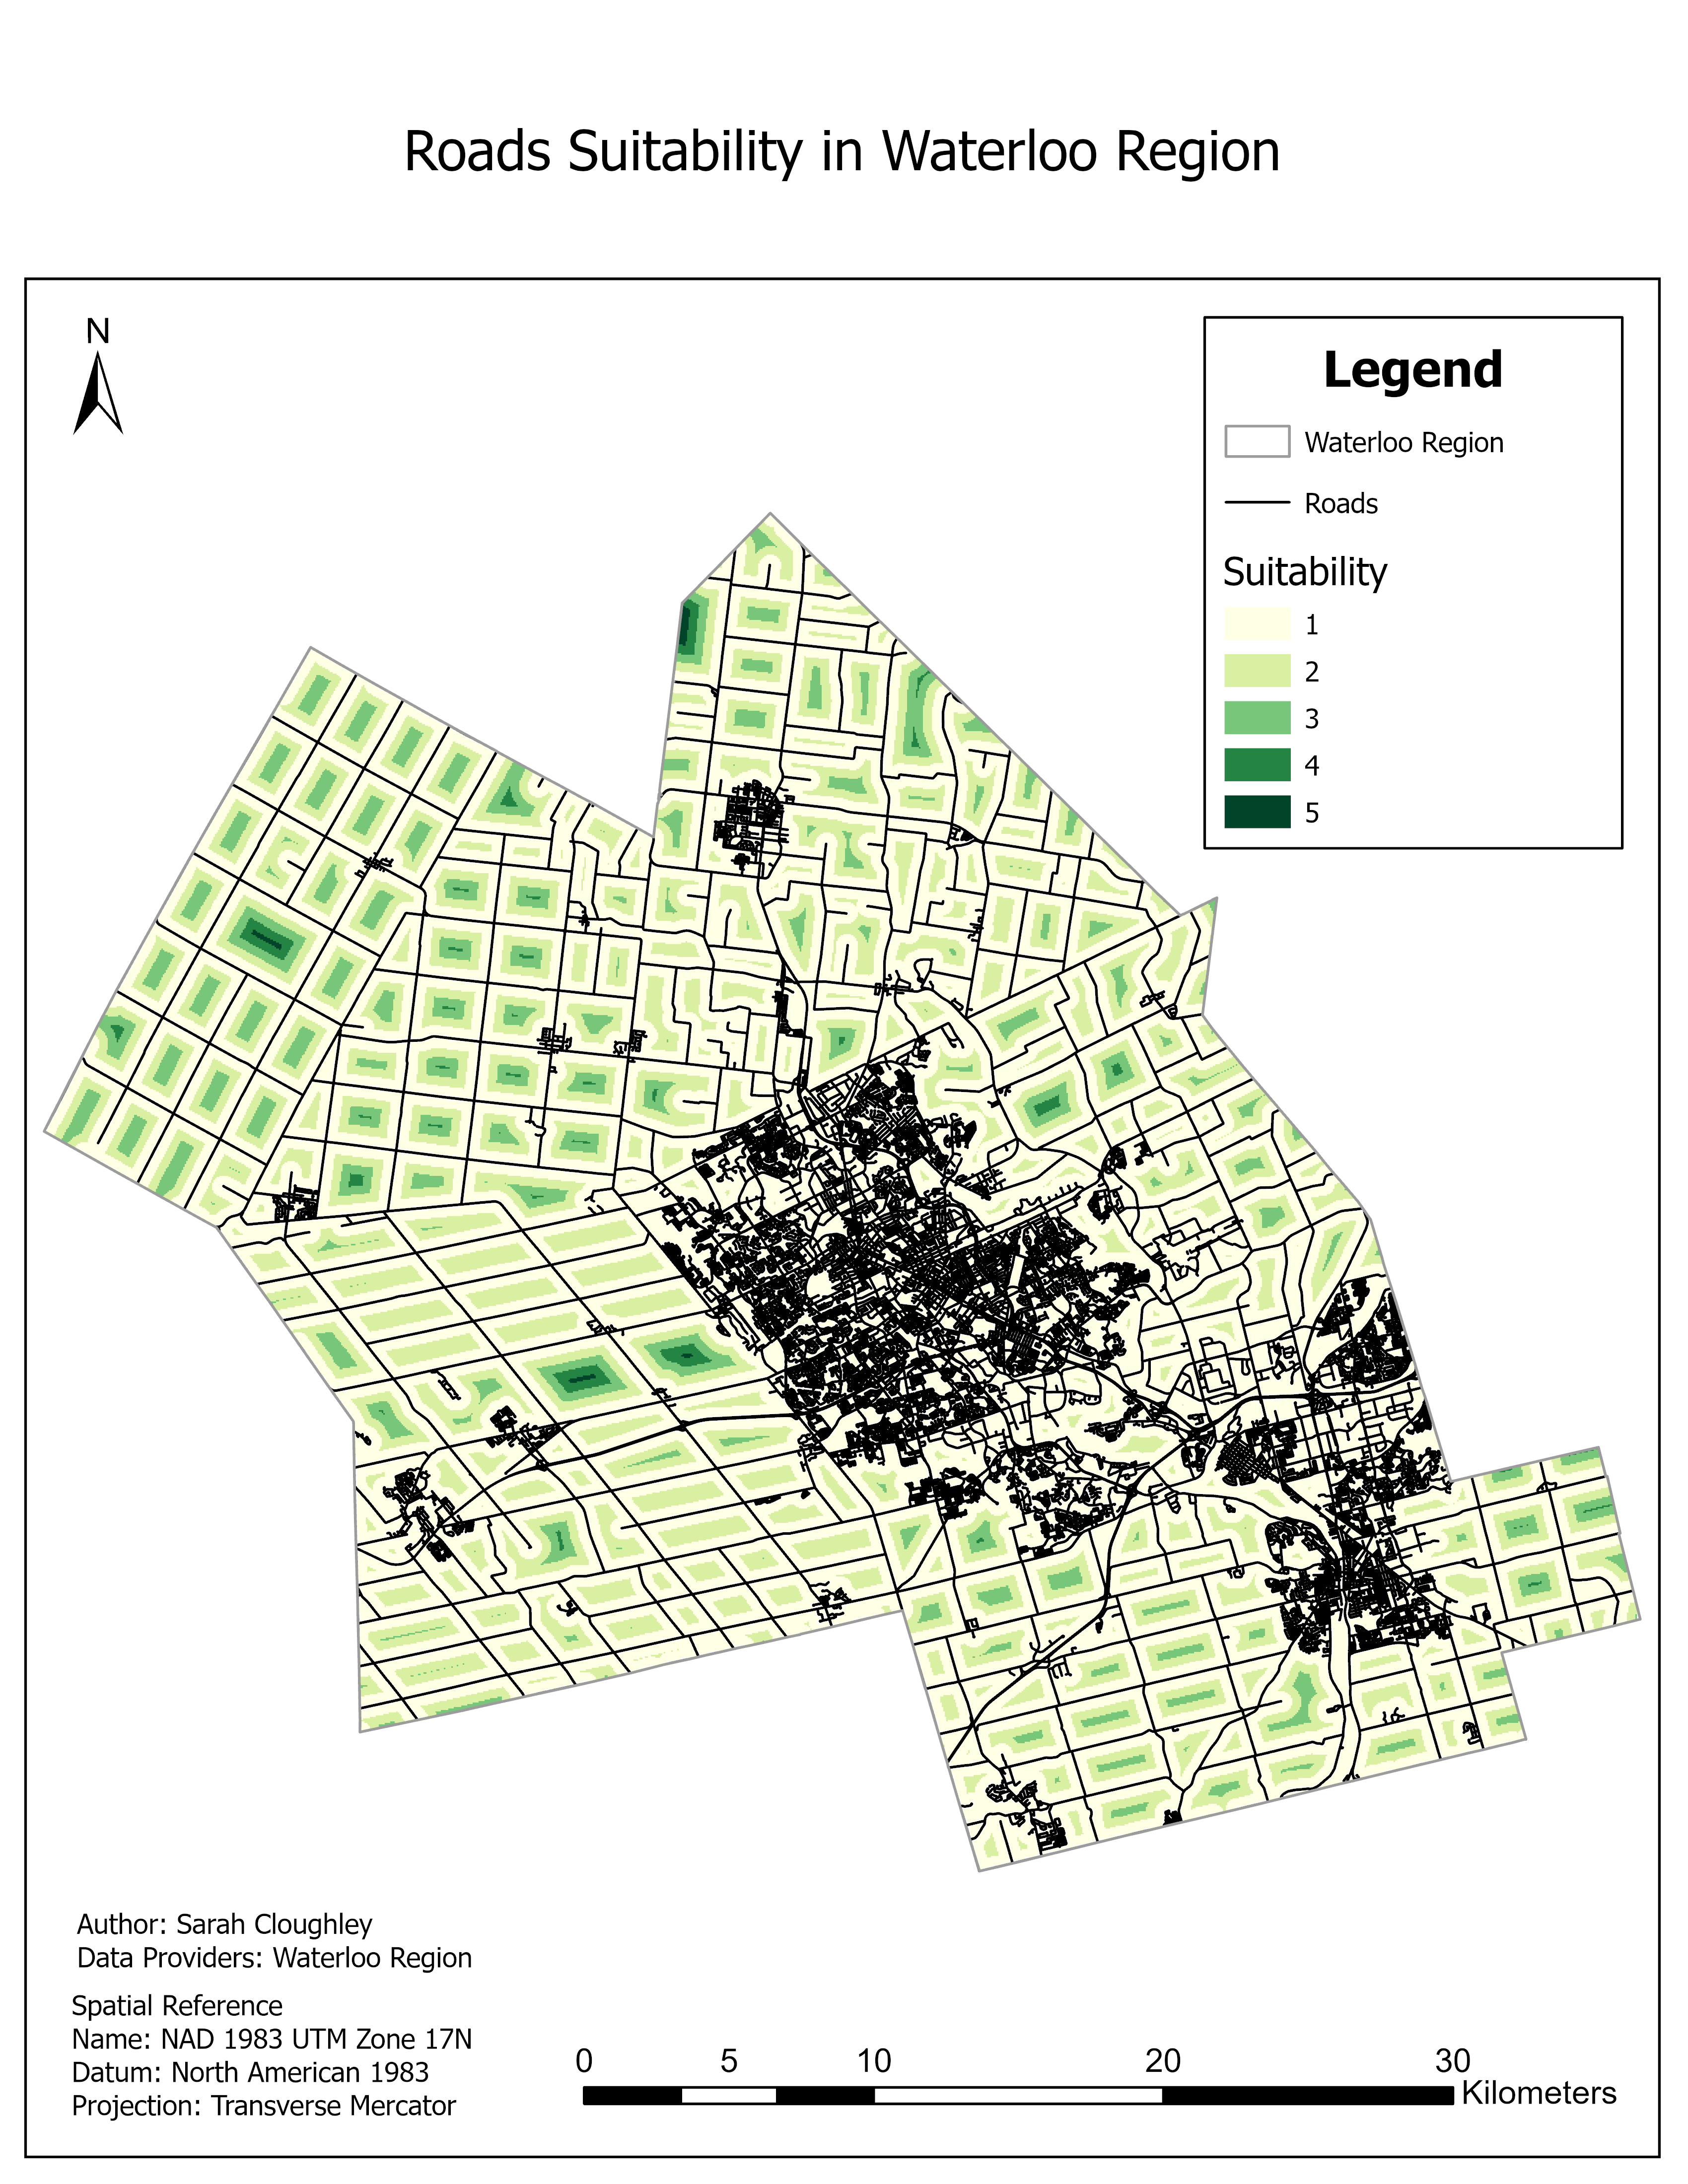 Roads Suitability in Waterloo Region
N
Legend
Waterloo Region
Roads
Suitability
1
2
3
4
5
Author: Sarah Cloughley
Data Providers: Waterloo Region
Spatial Reference
Name: NAD 1983 UTM Zone 17N
Datum: North American 1983
Projection: Transverse Mercator
0 5 10 20 30
Kilometers